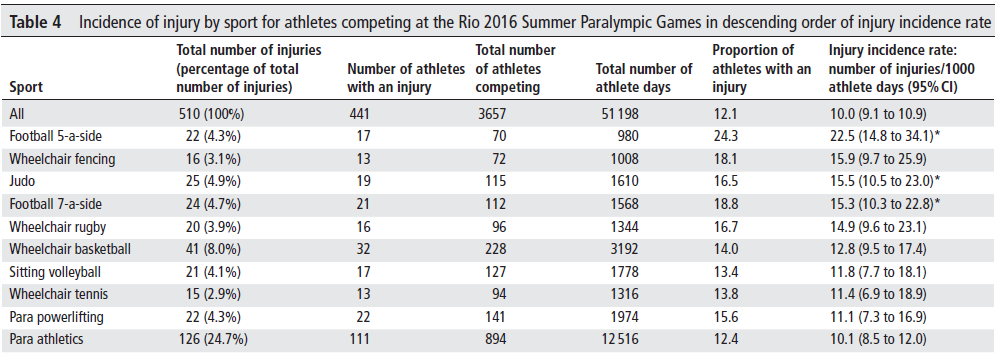 Table 4 Incidence of injury by sport for athletes competing at the Rio 2016 Summer Paralympic Games in descending order of injury incidence rate
Total number of injuries Total number Proportion of Injury incidence rate:
(percentage of total Number of athletes of athletes Total number of athletes with an number of injuries/1000
Sport number of injuries) with an injury competing athlete days injury athlete days (95% CI)
All 510 (100%) 441 3657 51 198 12.1 10.0 (9.1 to 10.9)
Football 5-a-side 22 (4.3%) 17 70 980 24.3 22.5 (14.8 to 34.1)*
Wheelchair fencing 16 (3.1%) 13 72 1008 18.1 15.9 (9.7 to 25.9)
Judo 25 (4.9%) 19 115 1610 16.5 15.5 (10.5 to 23.0)*
Football 7-a-side 24 (4.7%) 21 112 1568 18.8 15.3 (10.3 to 22.8)*
Wheelchair rugby 20 (3.9%) 16 96 1344 16.7 14.9 (9.6 to 23.1)
Wheelchair basketball 41 (8.0%) 32 228 3192 14.0 12.8 (9.5 to 17.4)
Sitting volleyball 21 (4.1%) 17 127 1778 13.4 11.8 (7.7 to 18.1)
Wheelchair tennis 15 (2.9%) 13 94 1316 13.8 11.4 (6.9 to 18.9)
Para powerlifting 22 (4.3%) 22 141 1974 15.6 11.1 (7.3 to 16.9)
Para athletics 126 (24.7%) 111 894 12 516 12.4 10.1 (8.5 to 12.0)